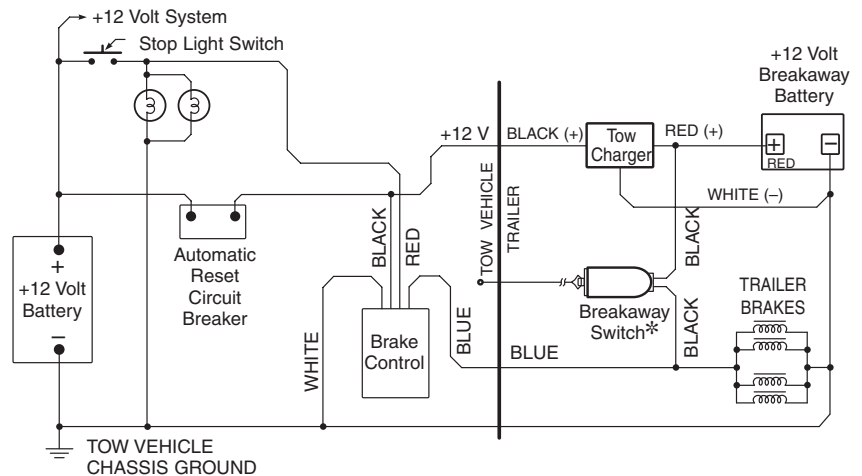 +12 Volt System
Stop Light Switch
+12 Volt
Breakaway
Battery
+12 V
BLACK (+)
Tow
Charger
RED (+)
+
−
RED
WHITE (−)
TOW VEHICLE
TRAILER
BLACK
RED
BLACK
+
+12 Volt
Battery
−
Automatic
Reset
Circuit
Breaker
Breakaway
Switch*
TRAILER
BRAKES
WHITE
Brake
Control
BLUE
BLUE
BLACK
TOW VEHICLE
CHASSIS GROUND